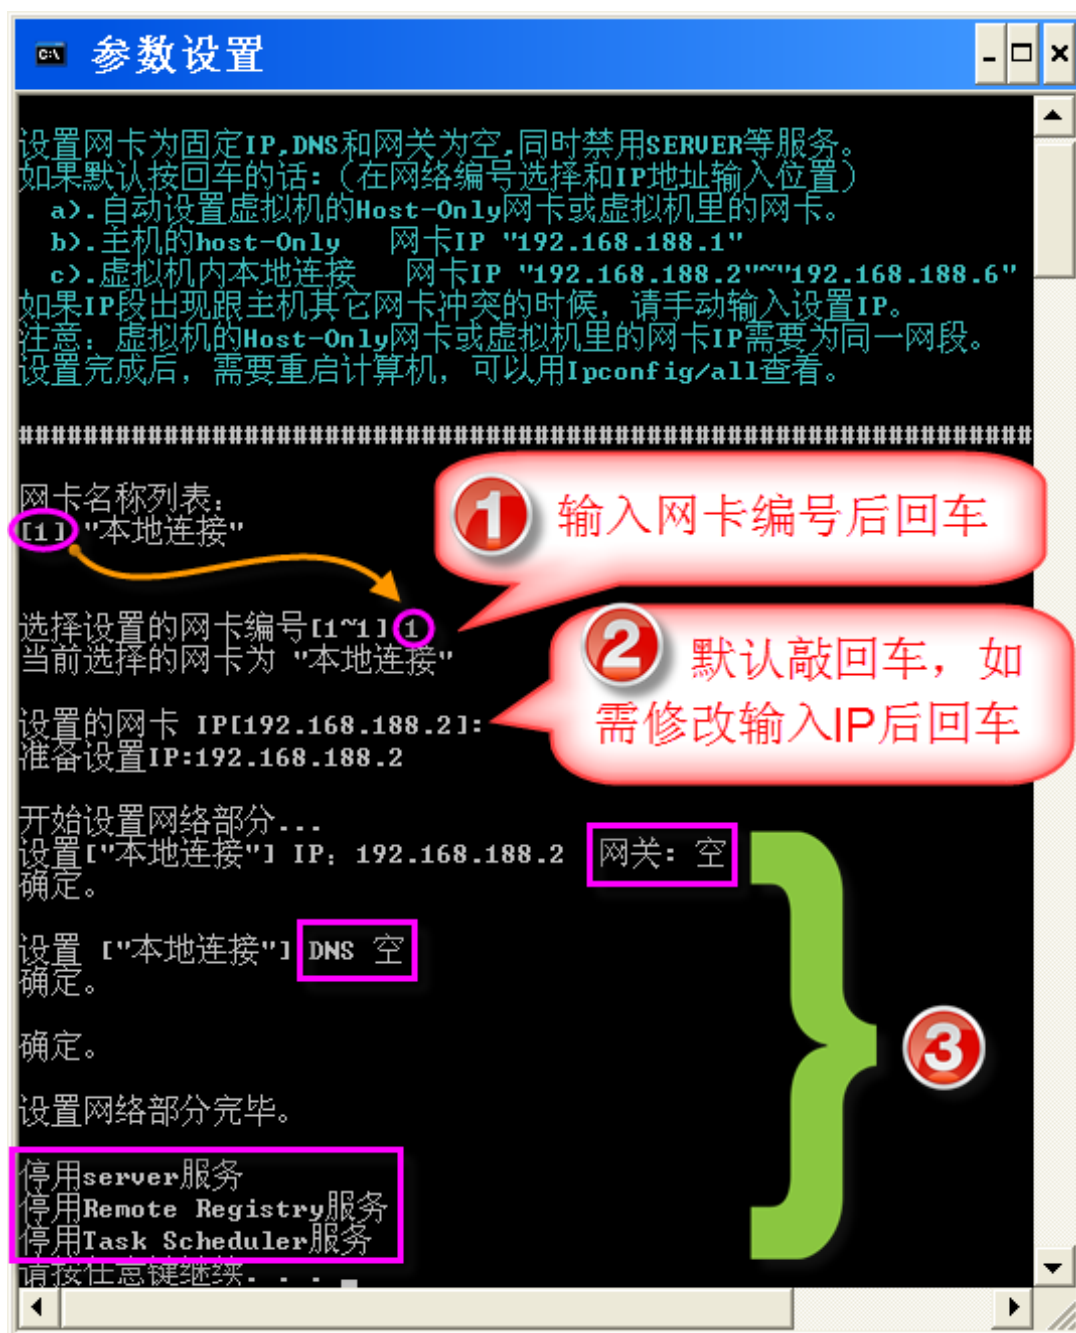 参数设置
设置网卡为固定IP,DNS和网关为空,同时禁用SERVER等服务。
如果默认按回车的话:(在网络编号选择和IP地址输入位置)
a).自动设置虚拟机的Host-Only网卡或虚拟机里的网卡。
b).主机的host-Only 网卡IP "192.168.188.1"
c).虚拟机内本地连接 网卡IP "192.168.188.2"~"192.168.188.6"
如果IP段出现跟主机其它网卡冲突的时候，请手动输入设置IP。
注意：虚拟机的Host-Only网卡或虚拟机里的网卡IP需要为同一网段。
设置完成后，需要重启计算机，可以用Ipconfig/all查看。
###############################################################
网卡名称列表:
[1] "本地连接"
1 输入网卡编号后回车
选择设置的网卡编号[1~1] 1
当前选择的网卡为 "本地连接"
2 默认敲回车，如
需修改输入IP后回车
设置的网卡 IP[192.168.188.2]:
准备设置IP:192.168.188.2
开始设置网络部分...
设置["本地连接"] IP: 192.168.188.2 网关: 空
确定。
设置 ["本地连接"] DNS 空
确定。
确定。
3
设置网络部分完毕。
停用server服务
停用Remote Registry服务
停用Task Scheduler服务
请按任意键继续. . .